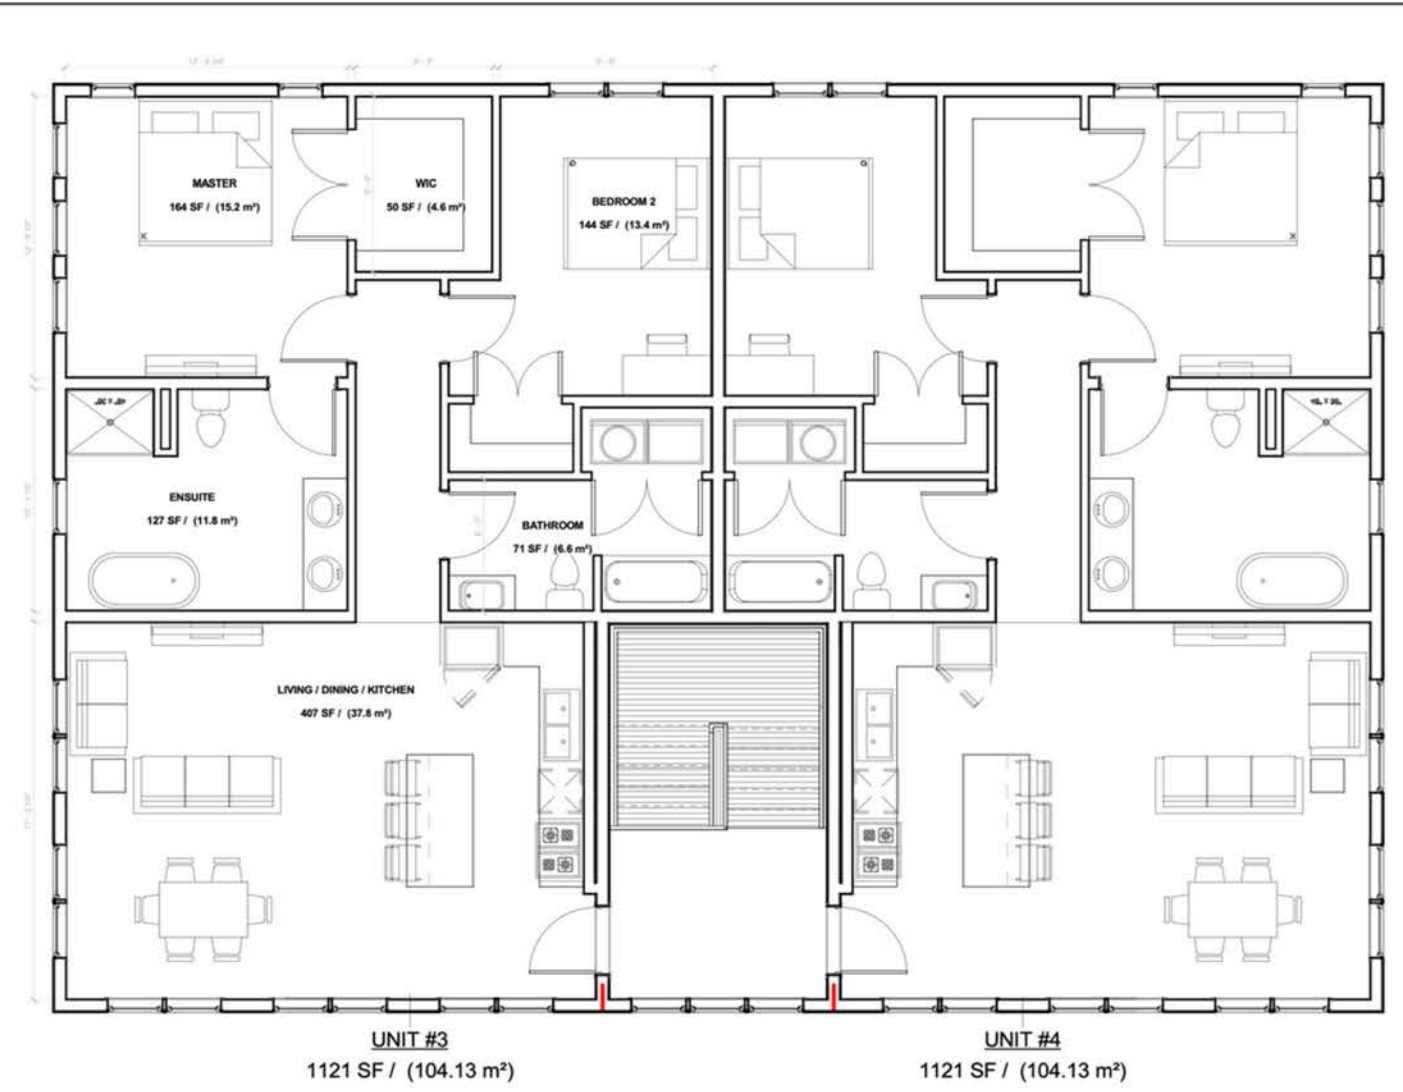 MASTER
164 SF / (15.2 m²)
WIC
50 SF / (4.6 m²)
BEDROOM 2
144 SF / (13.4 m²)
ENSUITE
127 SF / (11.8 m²)
BATHROOM
71 SF / (6.6 m²)
LIVING / DINING / KITCHEN
407 SF / (37.8 m²)
UNIT #3
1121 SF / (104.13 m²)
UNIT #4
1121 SF / (104.13 m²)